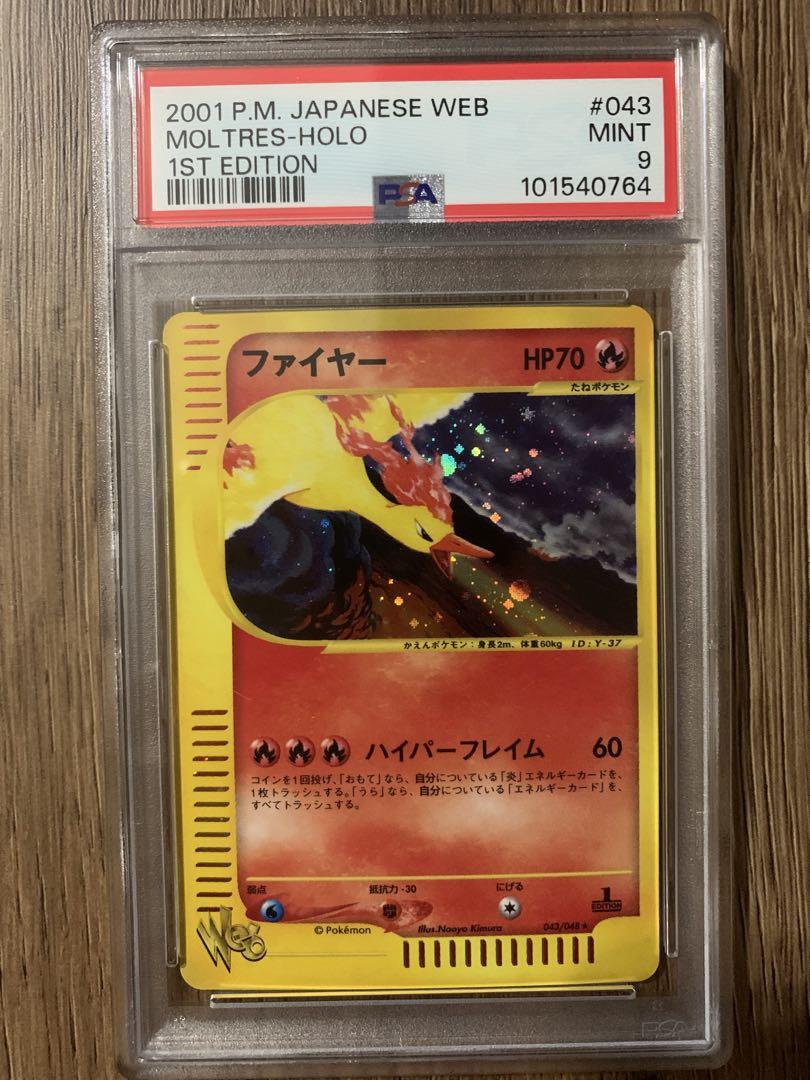 2001 P.M. JAPANESE WEB #043
MOLTRES-HOLO MINT
1ST EDITION 9
PSA 101540764
ファイヤー HP70
たねポケモン
かえんポケモン：身長2m、体重60kg ID:Y-37
ハイパーフレイム 60
コインを1回投げ、「おもて」なら、自分についている「炎」エネルギーカードを、
1枚トラッシュする。「うら」なら、自分についている「エネルギーカード」を、
すべてトラッシュする。
弱点 抵抗力-30 にげる
1
EDITION
Web
©Pokémon Illus.Naoyo Kimura 043/048★
PSA